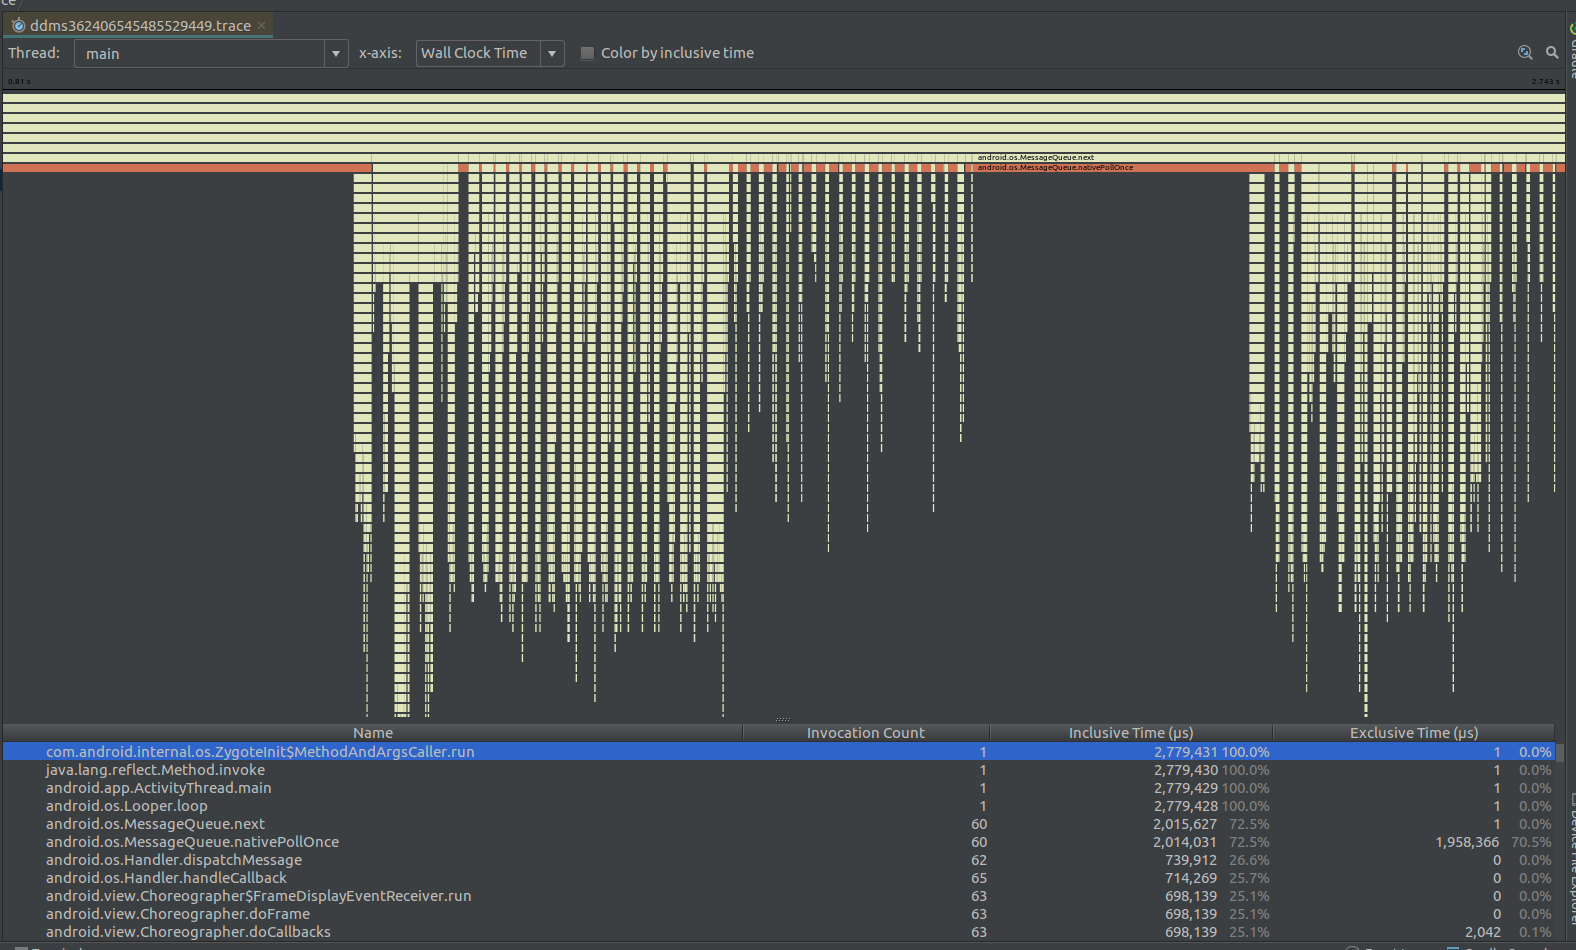 ce
ddms362406545485529449.trace
Thread: main x-axis: Wall Clock Time Color by inclusive time
0.81 s 2.743 s
android.os.MessageQueue.next
android.os.MessageQueue.nativePollOnce
Name Invocation Count Inclusive Time (µs) Exclusive Time (µs)
com.android.internal.os.ZygoteInit$MethodAndArgsCaller.run 1 2,779,431 100.0% 1 0.0%
java.lang.reflect.Method.invoke 1 2,779,430 100.0% 1 0.0%
android.app.ActivityThread.main 1 2,779,429 100.0% 1 0.0%
android.os.Looper.loop 1 2,779,428 100.0% 1 0.0%
android.os.MessageQueue.next 60 2,015,627 72.5% 1 0.0%
android.os.MessageQueue.nativePollOnce 60 2,014,031 72.5% 1,958,366 70.5%
android.os.Handler.dispatchMessage 62 739,912 26.6% 0 0.0%
android.os.Handler.handleCallback 65 714,269 25.7% 0 0.0%
android.view.Choreographer$FrameDisplayEventReceiver.run 63 698,139 25.1% 0 0.0%
android.view.Choreographer.doFrame 63 698,139 25.1% 0 0.0%
android.view.Choreographer.doCallbacks 63 698,139 25.1% 2,042 0.1%